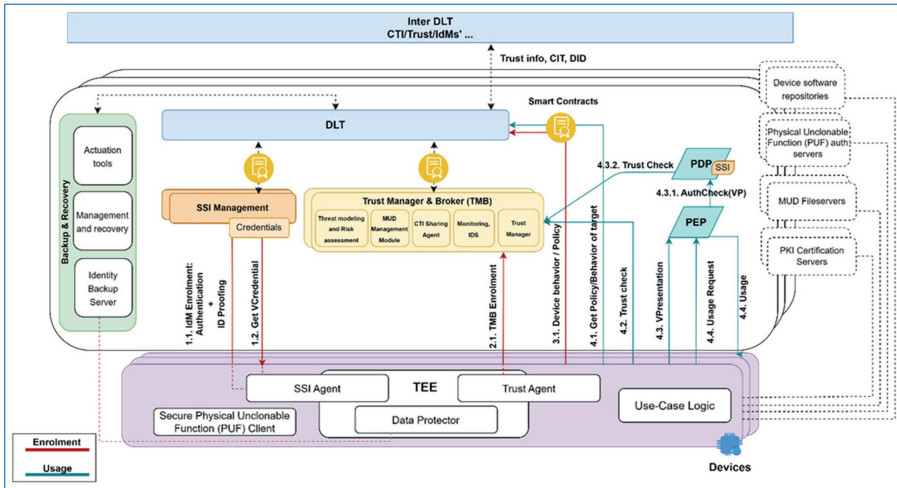 Inter DLT
CTI/Trust/IdMs' ...
Trust info, CIT, DID
Smart Contracts
DLT
Device software
repositories
Physical Unclonable
Function (PUF) auth
servers
MUD Fileservers
PKI Certification
Servers
Backup & Recovery
Actuation
tools
Management
and recovery
Identity
Backup
Server
SSI Management
Credentials
Trust Manager & Broker (TMB)
Threat modeling
and Risk
assessment
MUD
Management
Module
CTI Sharing
Agent
Monitoring,
IDS
Trust
Manager
4.3.2. Trust Check
PDP
SSI
4.3.1. AuthCheck(VP)
PEP
1.1. IdM Enrolment:
Authentication
+
ID Proofing
1.2. Get VCredential
2.1. TMB Enrolment
3.1. Device behavior / Policy
4.1. Get Policy/Behavior of target
4.2. Trust check
4.3. VPresentation
4.4. Usage Request
4.4. Usage
TEE
SSI Agent
Trust Agent
Data Protector
Secure Physical Unclonable
Function (PUF) Client
Use-Case Logic
Devices
Enrolment
Usage